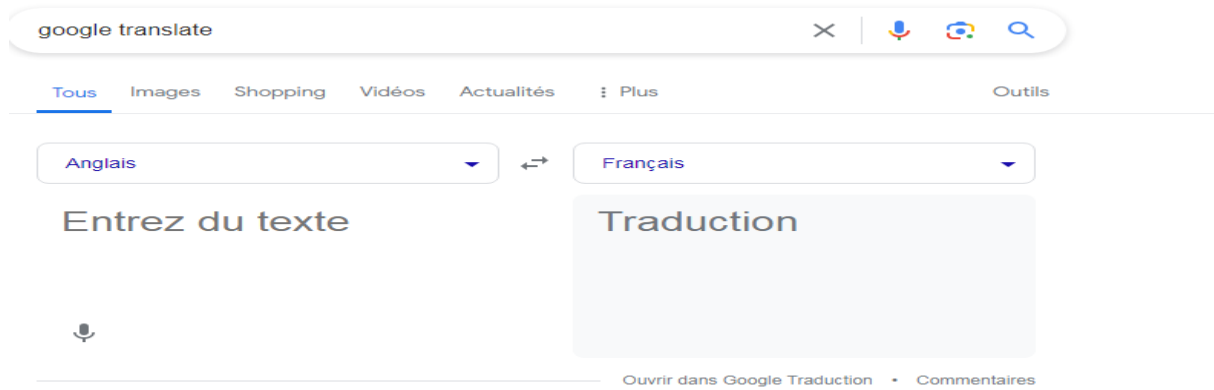 google translate
Tous Images Shopping Vidéos Actualités Plus Outils
Anglais Français
Entrez du texte Traduction
Ouvrir dans Google Traduction • Commentaires